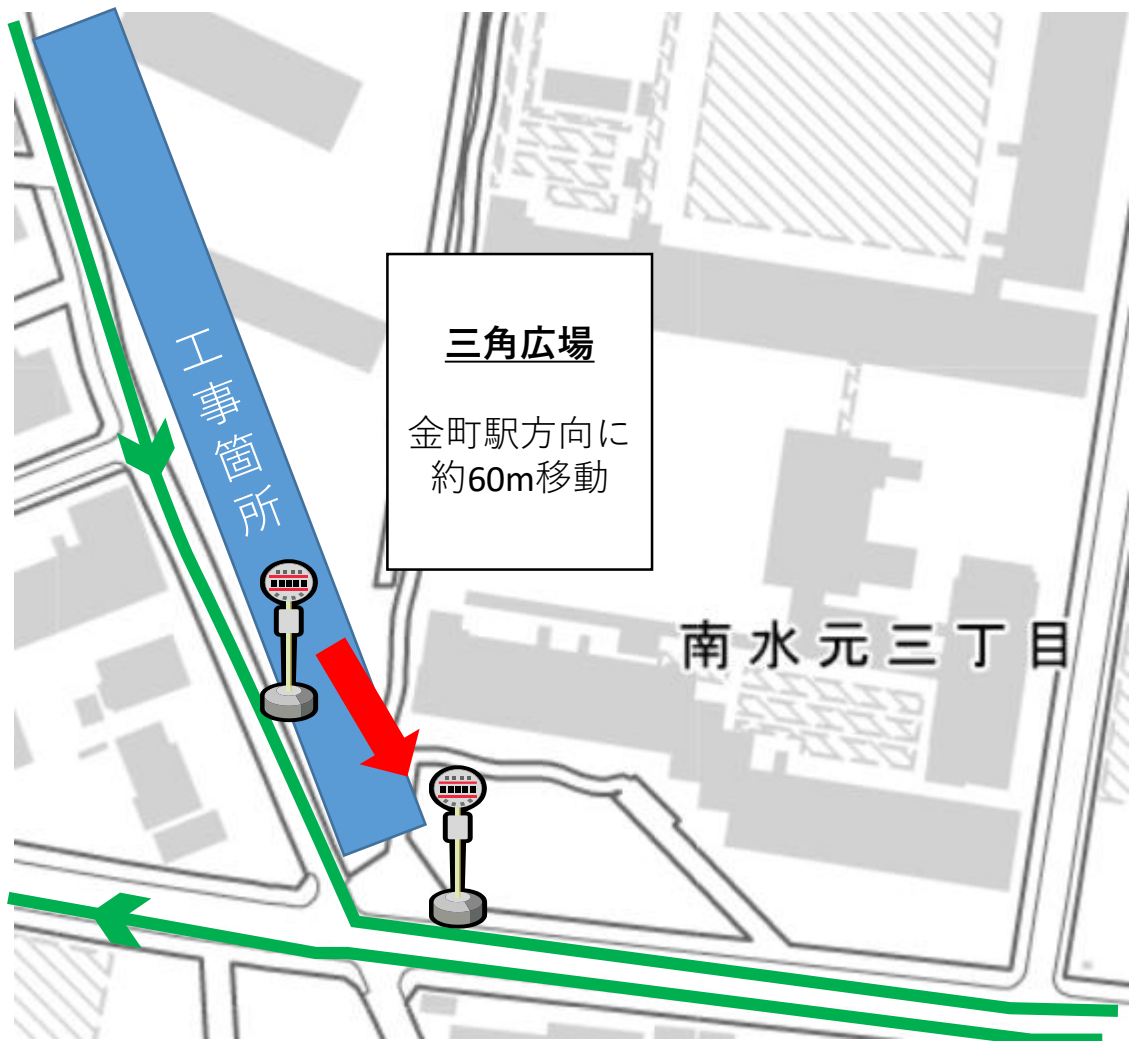 三角広場
金町駅方向に
約60m移動
工事箇所
南水元三丁目